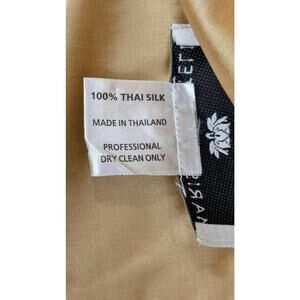 100% THAI SILK
MADE IN THAILAND
PROFESSIONAL
DRY CLEAN ONLY